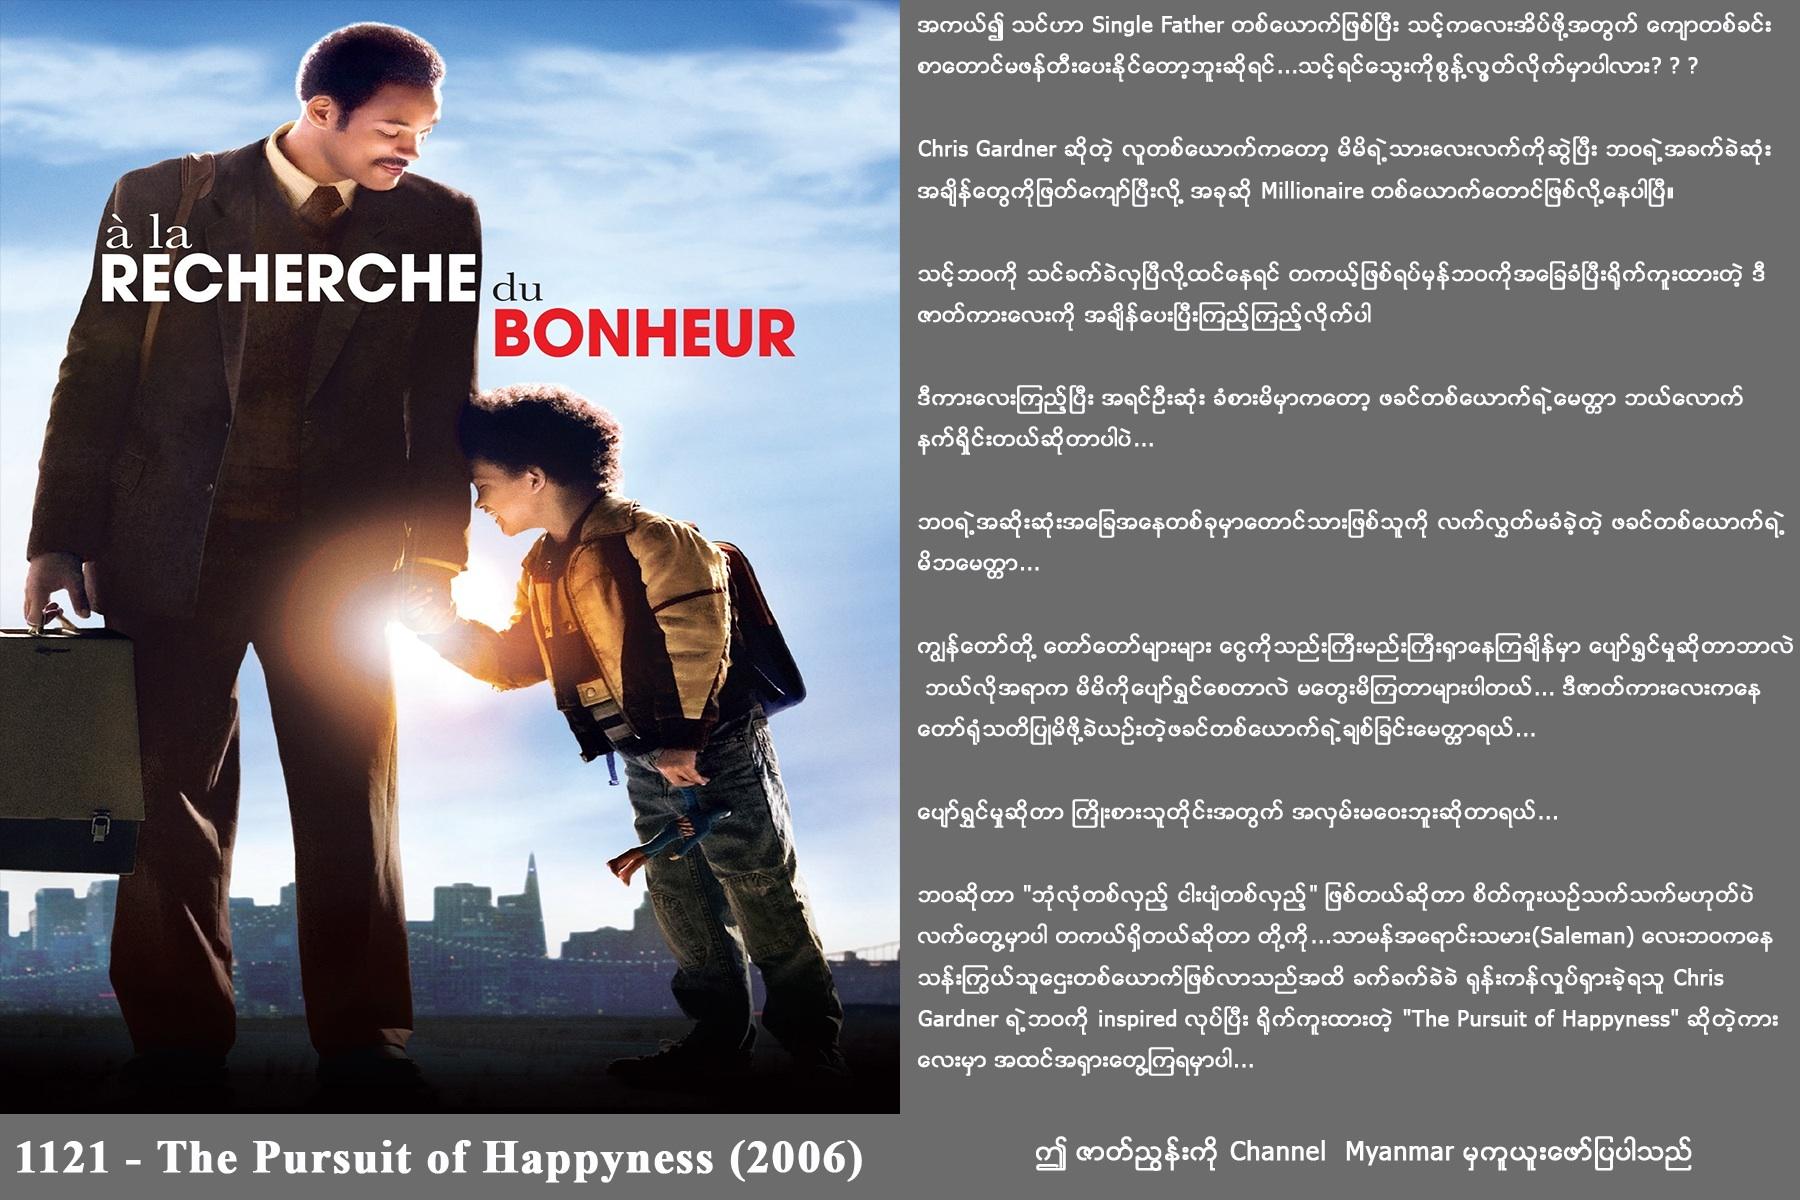 à la
RECHERCHE du
BONHEUR
1121 - The Pursuit of Happyness (2006)
အကယ်၍ သင်ဟာ Single Father တစ်ယောက်ဖြစ်ပြီး သင့်ကလေးအိပ်ဖို့အတွက် ကျောတစ်ခင်း
စာတောင်မဖန်တီးပေးနိုင်တော့ဘူးဆိုရင်...သင့်ရင်သွေးကိုစွန့်လွှတ်လိုက်မှာပါလား? ? ?
Chris Gardner ဆိုတဲ့ လူတစ်ယောက်ကတော့ မိမိရဲ့သားလေးလက်ကိုဆွဲပြီး ဘဝရဲ့အခက်ခဲဆုံး
အချိန်တွေကိုဖြတ်ကျော်ပြီးလို့ အခုဆို Millionaire တစ်ယောက်တောင်ဖြစ်လို့နေပါပြီ။
သင့်ဘဝကို သင်ခက်ခဲလှပြီလို့ထင်နေရင် တကယ့်ဖြစ်ရပ်မှန်ဘဝကိုအခြေခံပြီးရိုက်ကူးထားတဲ့ ဒီ
ဇာတ်ကားလေးကို အချိန်ပေးပြီးကြည့်ကြည့်လိုက်ပါ
ဒီကားလေးကြည့်ပြီး အရင်ဦးဆုံး ခံစားမိမှာကတော့ ဖခင်တစ်ယောက်ရဲ့မေတ္တာ ဘယ်လောက်
နက်ရှိုင်းတယ်ဆိုတာပါပဲ...
ဘဝရဲ့အဆိုးဆုံးအခြေအနေတစ်ခုမှာတောင်သားဖြစ်သူကို လက်လွှတ်မခံခဲ့တဲ့ ဖခင်တစ်ယောက်ရဲ့
မိဘမေတ္တာ...
ကျွန်တော်တို့ တော်တော်များများ ငွေကိုသည်းကြီးမည်းကြီးရှာနေကြချိန်မှာ ပျော်ရွှင်မှုဆိုတာဘာလဲ
ဘယ်လိုအရာက မိမိကိုပျော်ရွှင်စေတာလဲ မတွေးမိကြတာများပါတယ်... ဒီဇာတ်ကားလေးကနေ
တော်ရုံသတိပြုမိဖို့ခဲယဉ်းတဲ့ဖခင်တစ်ယောက်ရဲ့ချစ်ခြင်းမေတ္တာရယ်...
ပျော်ရွှင်မှုဆိုတာ ကြိုးစားသူတိုင်းအတွက် အလှမ်းမဝေးဘူးဆိုတာရယ်...
ဘဝဆိုတာ "ဘုံလုံတစ်လှည့် ငါးပျံတစ်လှည့်" ဖြစ်တယ်ဆိုတာ စိတ်ကူးယဉ်သက်သက်မဟုတ်ပဲ
လက်တွေ့မှာပါ တကယ်ရှိတယ်ဆိုတာ တို့ကို...သာမန်အရောင်းသမား(Saleman) လေးဘဝကနေ
သန်းကြွယ်သူဌေးတစ်ယောက်ဖြစ်လာသည်အထိ ခက်ခက်ခဲခဲ ရုန်းကန်လှုပ်ရှားခဲ့ရသူ Chris
Gardner ရဲ့ဘဝကို inspired လုပ်ပြီး ရိုက်ကူးထားတဲ့ "The Pursuit of Happyness" ဆိုတဲ့ကား
လေးမှာ အထင်အရှားတွေ့ကြရမှာပါ...
ဤ ဇာတ်ညွှန်းကို Channel Myanmar မှကူယူးဖော်ပြပါသည်